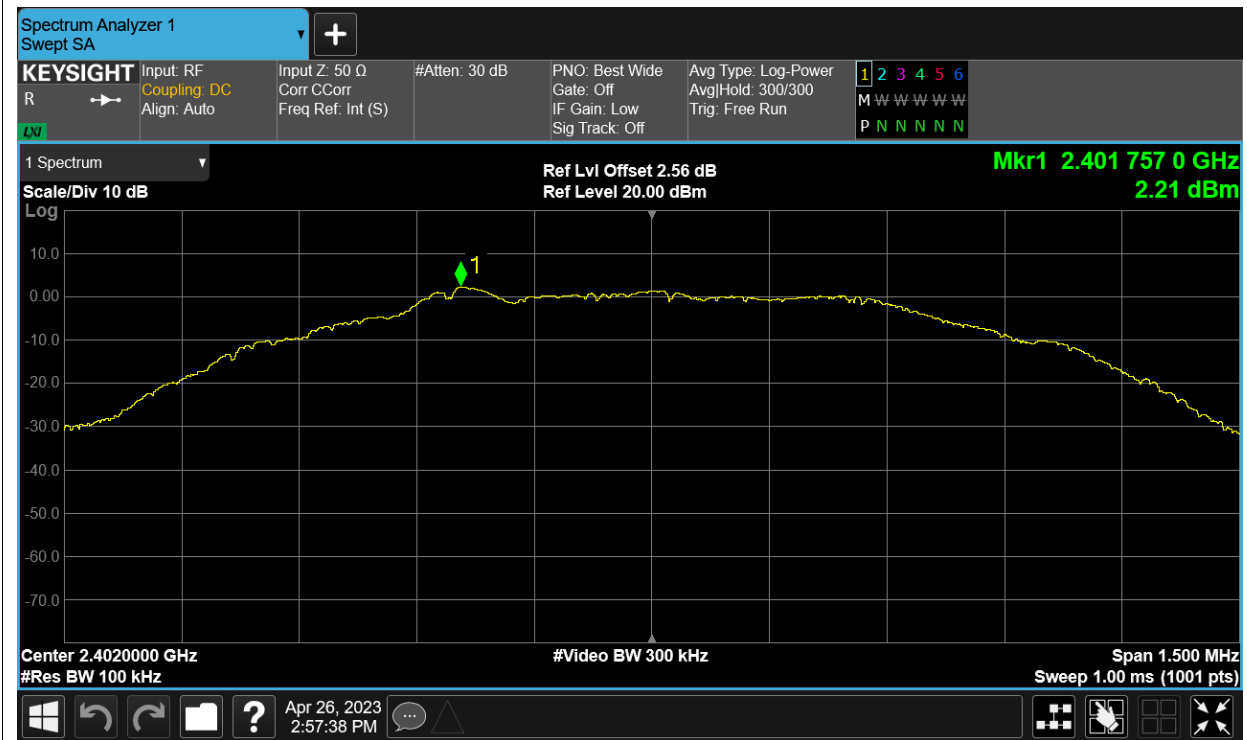 Spectrum Analyzer 1
Swept SA
KEYSIGHT
R
LXI
Input: RF
Coupling: DC
Align: Auto
Input Z: 50 Ω
Corr CCorr
Freq Ref: Int (S)
#Atten: 30 dB
PNO: Best Wide
Gate: Off
IF Gain: Low
Sig Track: Off
Avg Type: Log-Power
Avg|Hold: 300/300
Trig: Free Run
1 2 3 4 5 6
M W W W W W
P N N N N N
1 Spectrum
Scale/Div 10 dB
Ref Lvl Offset 2.56 dB
Ref Level 20.00 dBm
Mkr1 2.401 757 0 GHz
2.21 dBm
Log
10.0
0.00
-10.0
-20.0
-30.0
-40.0
-50.0
-60.0
-70.0
1
Center 2.4020000 GHz
#Res BW 100 kHz
#Video BW 300 kHz
Span 1.500 MHz
Sweep 1.00 ms (1001 pts)
?
Apr 26, 2023
2:57:38 PM